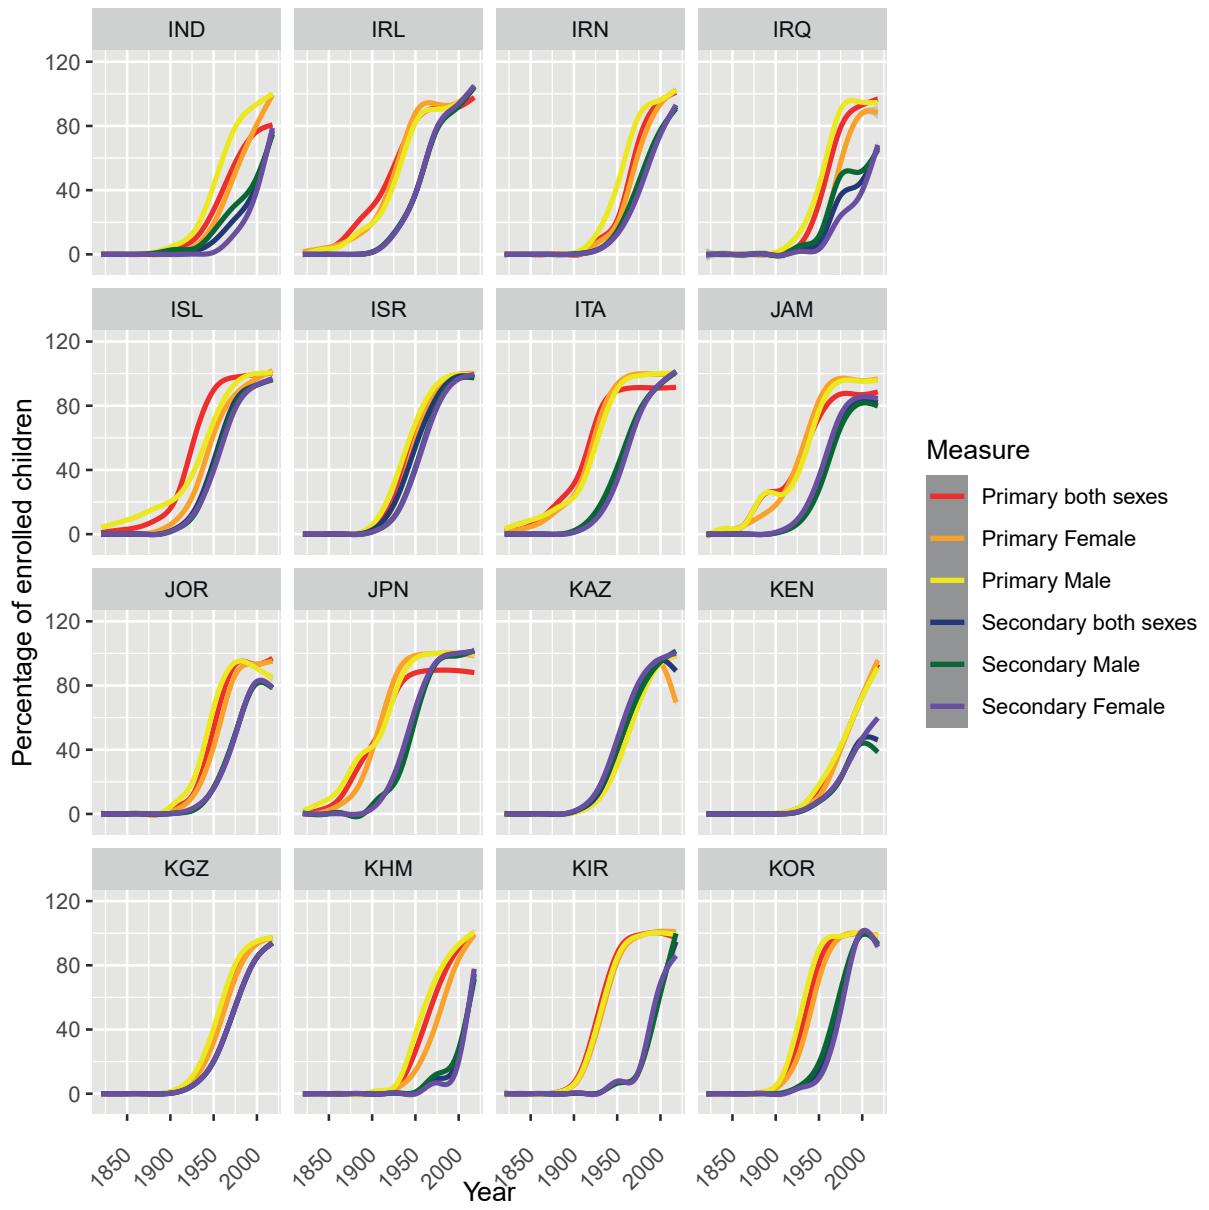 IND IRL IRN IRQ
120
80
40
0
ISL ISR ITA JAM
120
80
40
0
JOR JPN KAZ KEN
120
80
40
0
KGZ KHM KIR KOR
120
80
40
0
1850 1900 1950 2000 1850 1900 1950 2000 1850 1900 1950 2000 1850 1900 1950 2000
Year
Percentage of enrolled children
Measure
Primary both sexes
Primary Female
Primary Male
Secondary both sexes
Secondary Male
Secondary Female